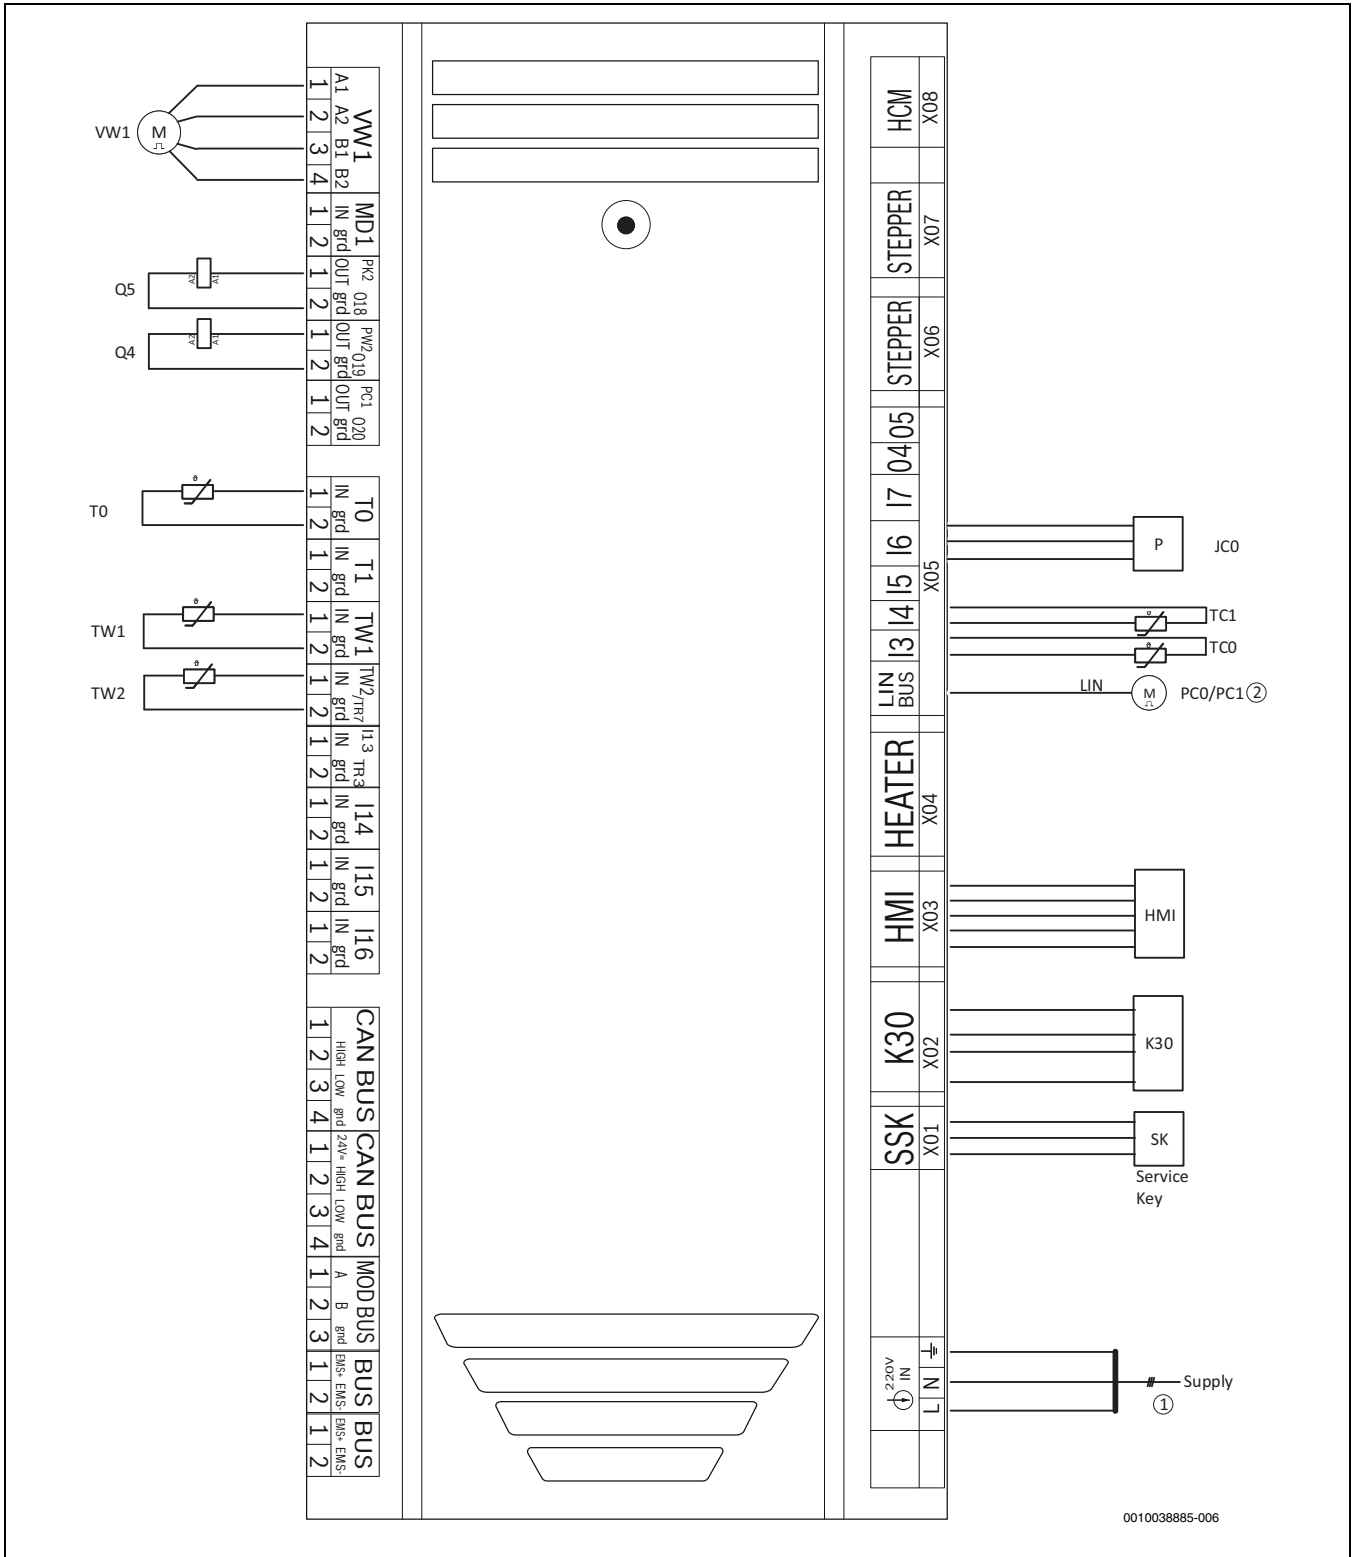 VW1
M
1 2 3 4
A1 A2 B1 B2
VW1
1 2
IN grd
MD1
Q5
A2 A1
1 2
OUT grd
PK2 O18
Q4
A2 A1
1 2
OUT grd
PW2 O19
1 2
OUT grd
PC1 O20
T0
ϑ
1 2
IN grd
T0
1 2
IN grd
T1
TW1
ϑ
1 2
IN grd
TW1
TW2
ϑ
1 2
IN grd
TW2/TR7
1 2
IN grd
I13 TR3
1 2
IN grd
I14
1 2
IN grd
I15
1 2
IN grd
I16
1 2 3 4
HIGH LOW gnd
CAN BUS
1 2 3 4
24V= HIGH LOW gnd
CAN BUS
1 2 3
A B gnd
MOD BUS
1 2
EMS+ EMS-
BUS
1 2
EMS+ EMS-
BUS
HCM
X08
STEPPER
X07
STEPPER
X06
05
04
I7
I6
I5
I4
I3
LIN BUS
X05
P
JC0
TC1
ϑ
TC0
LIN
M
PC0/PC1 ②
HEATER
X04
HMI
X03
HMI
K30
X02
K30
SSK
X01
SK
Service
Key
220V
IN
L N
Supply
①
0010038885-006